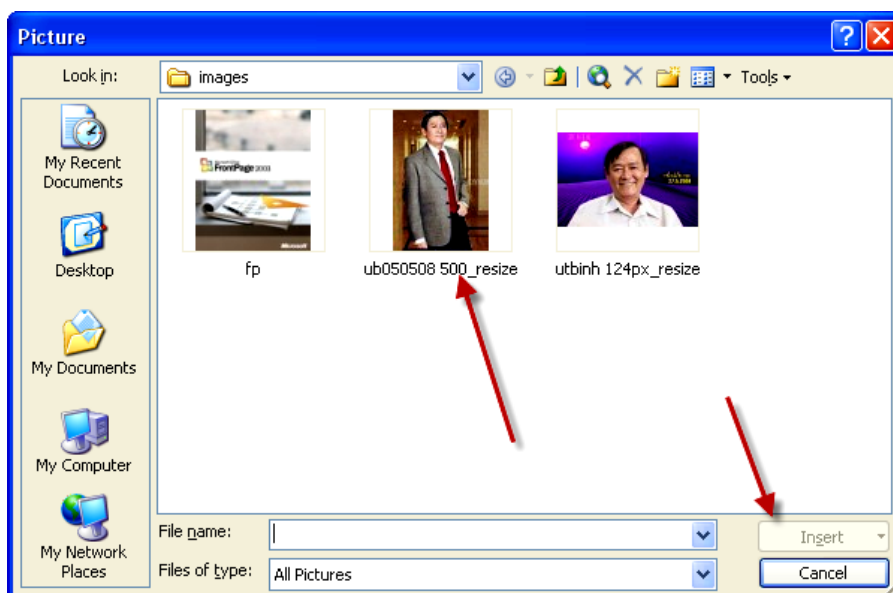 Picture
Look in:
images
Tools
My Recent
Documents
Desktop
My Documents
My Computer
My Network
Places
FrontPage 2003
Microsoft
fp
ub050508 500_resize
utbinh 124px_resize
File name:
Insert
Files of type:
All Pictures
Cancel